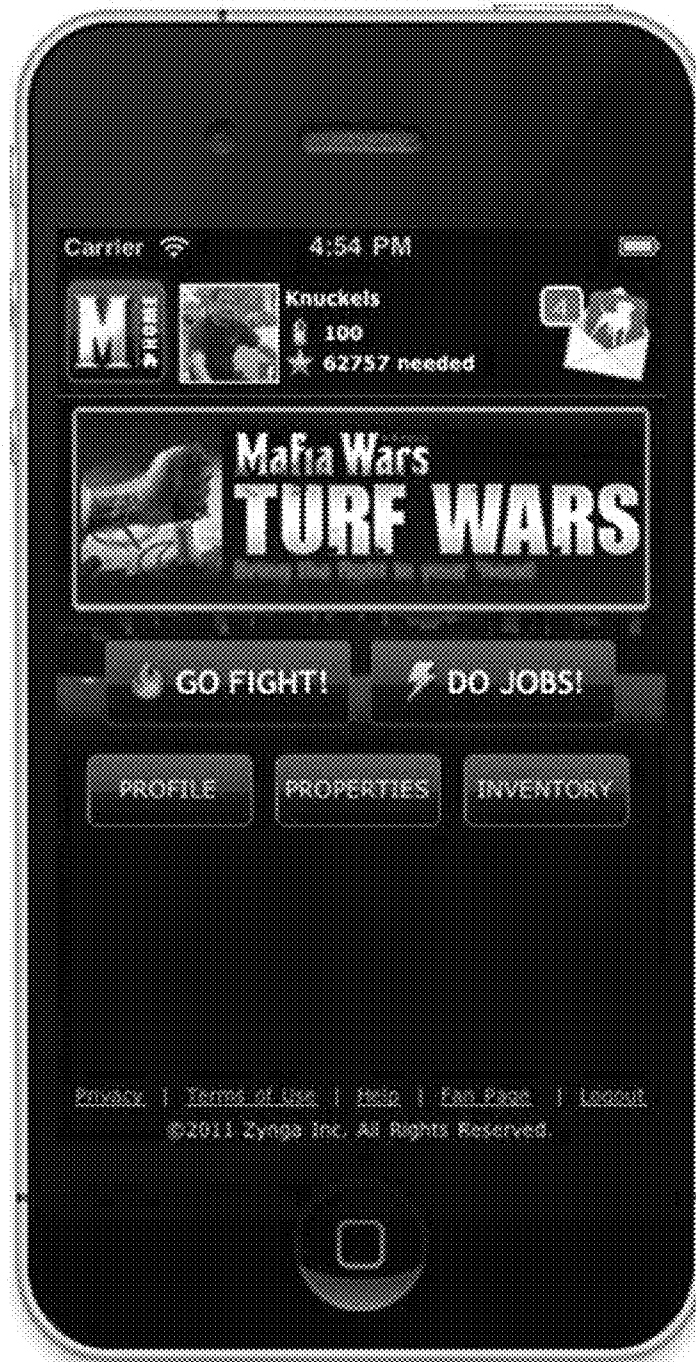 Carrier 4:54 PM
M HOME
Knuckels
100
62757 needed
Mafia Wars
TURF WARS
GO FIGHT! DO JOBS!
PROFILE PROPERTIES INVENTORY
Privacy | Terms of Use | Help | Fan Page | Logout
©2011 Zynga Inc. All Rights Reserved.